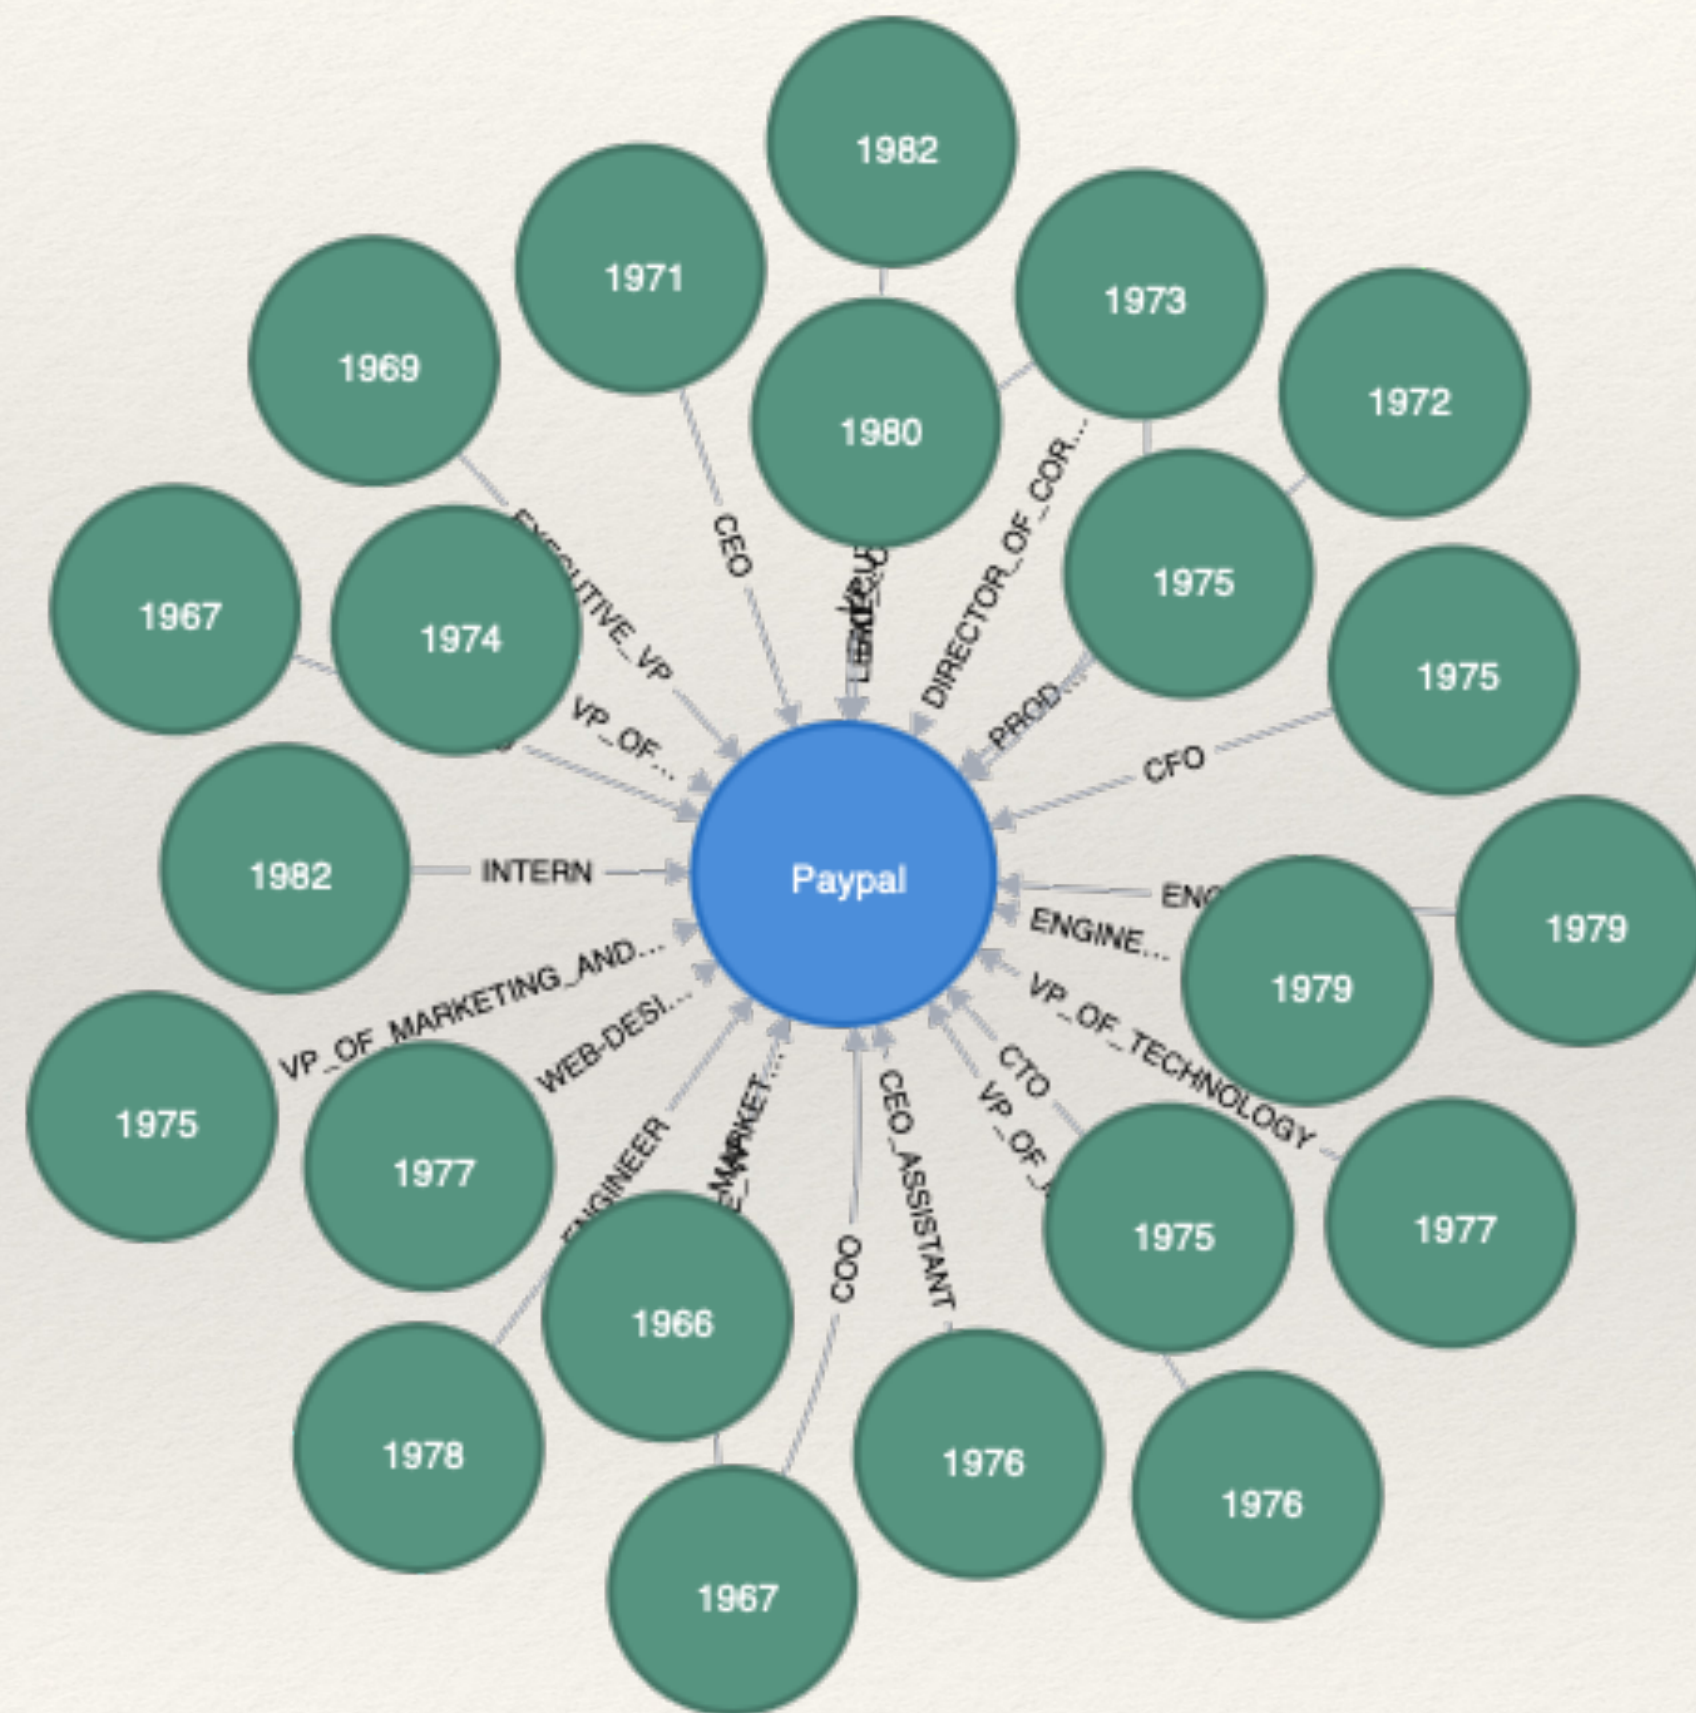 1982
1971
1973
1969
1972
1980
CEO
DIRECTOR_OF_COR...
1975
1967
1974
EXECUTIVE_VP
1975
VP_OF...
PROD...
CFO
1982
INTERN
Paypal
1979
ENGINE...
1979
VP_OF_MARKETING_AND...
WEB-DESI...
VP_OF_TECHNOLOGY
CTO
1975
1977
ENGINEER
CEO_ASSISTANT
1975
1977
1966
COO
1978
1976
1976
1967